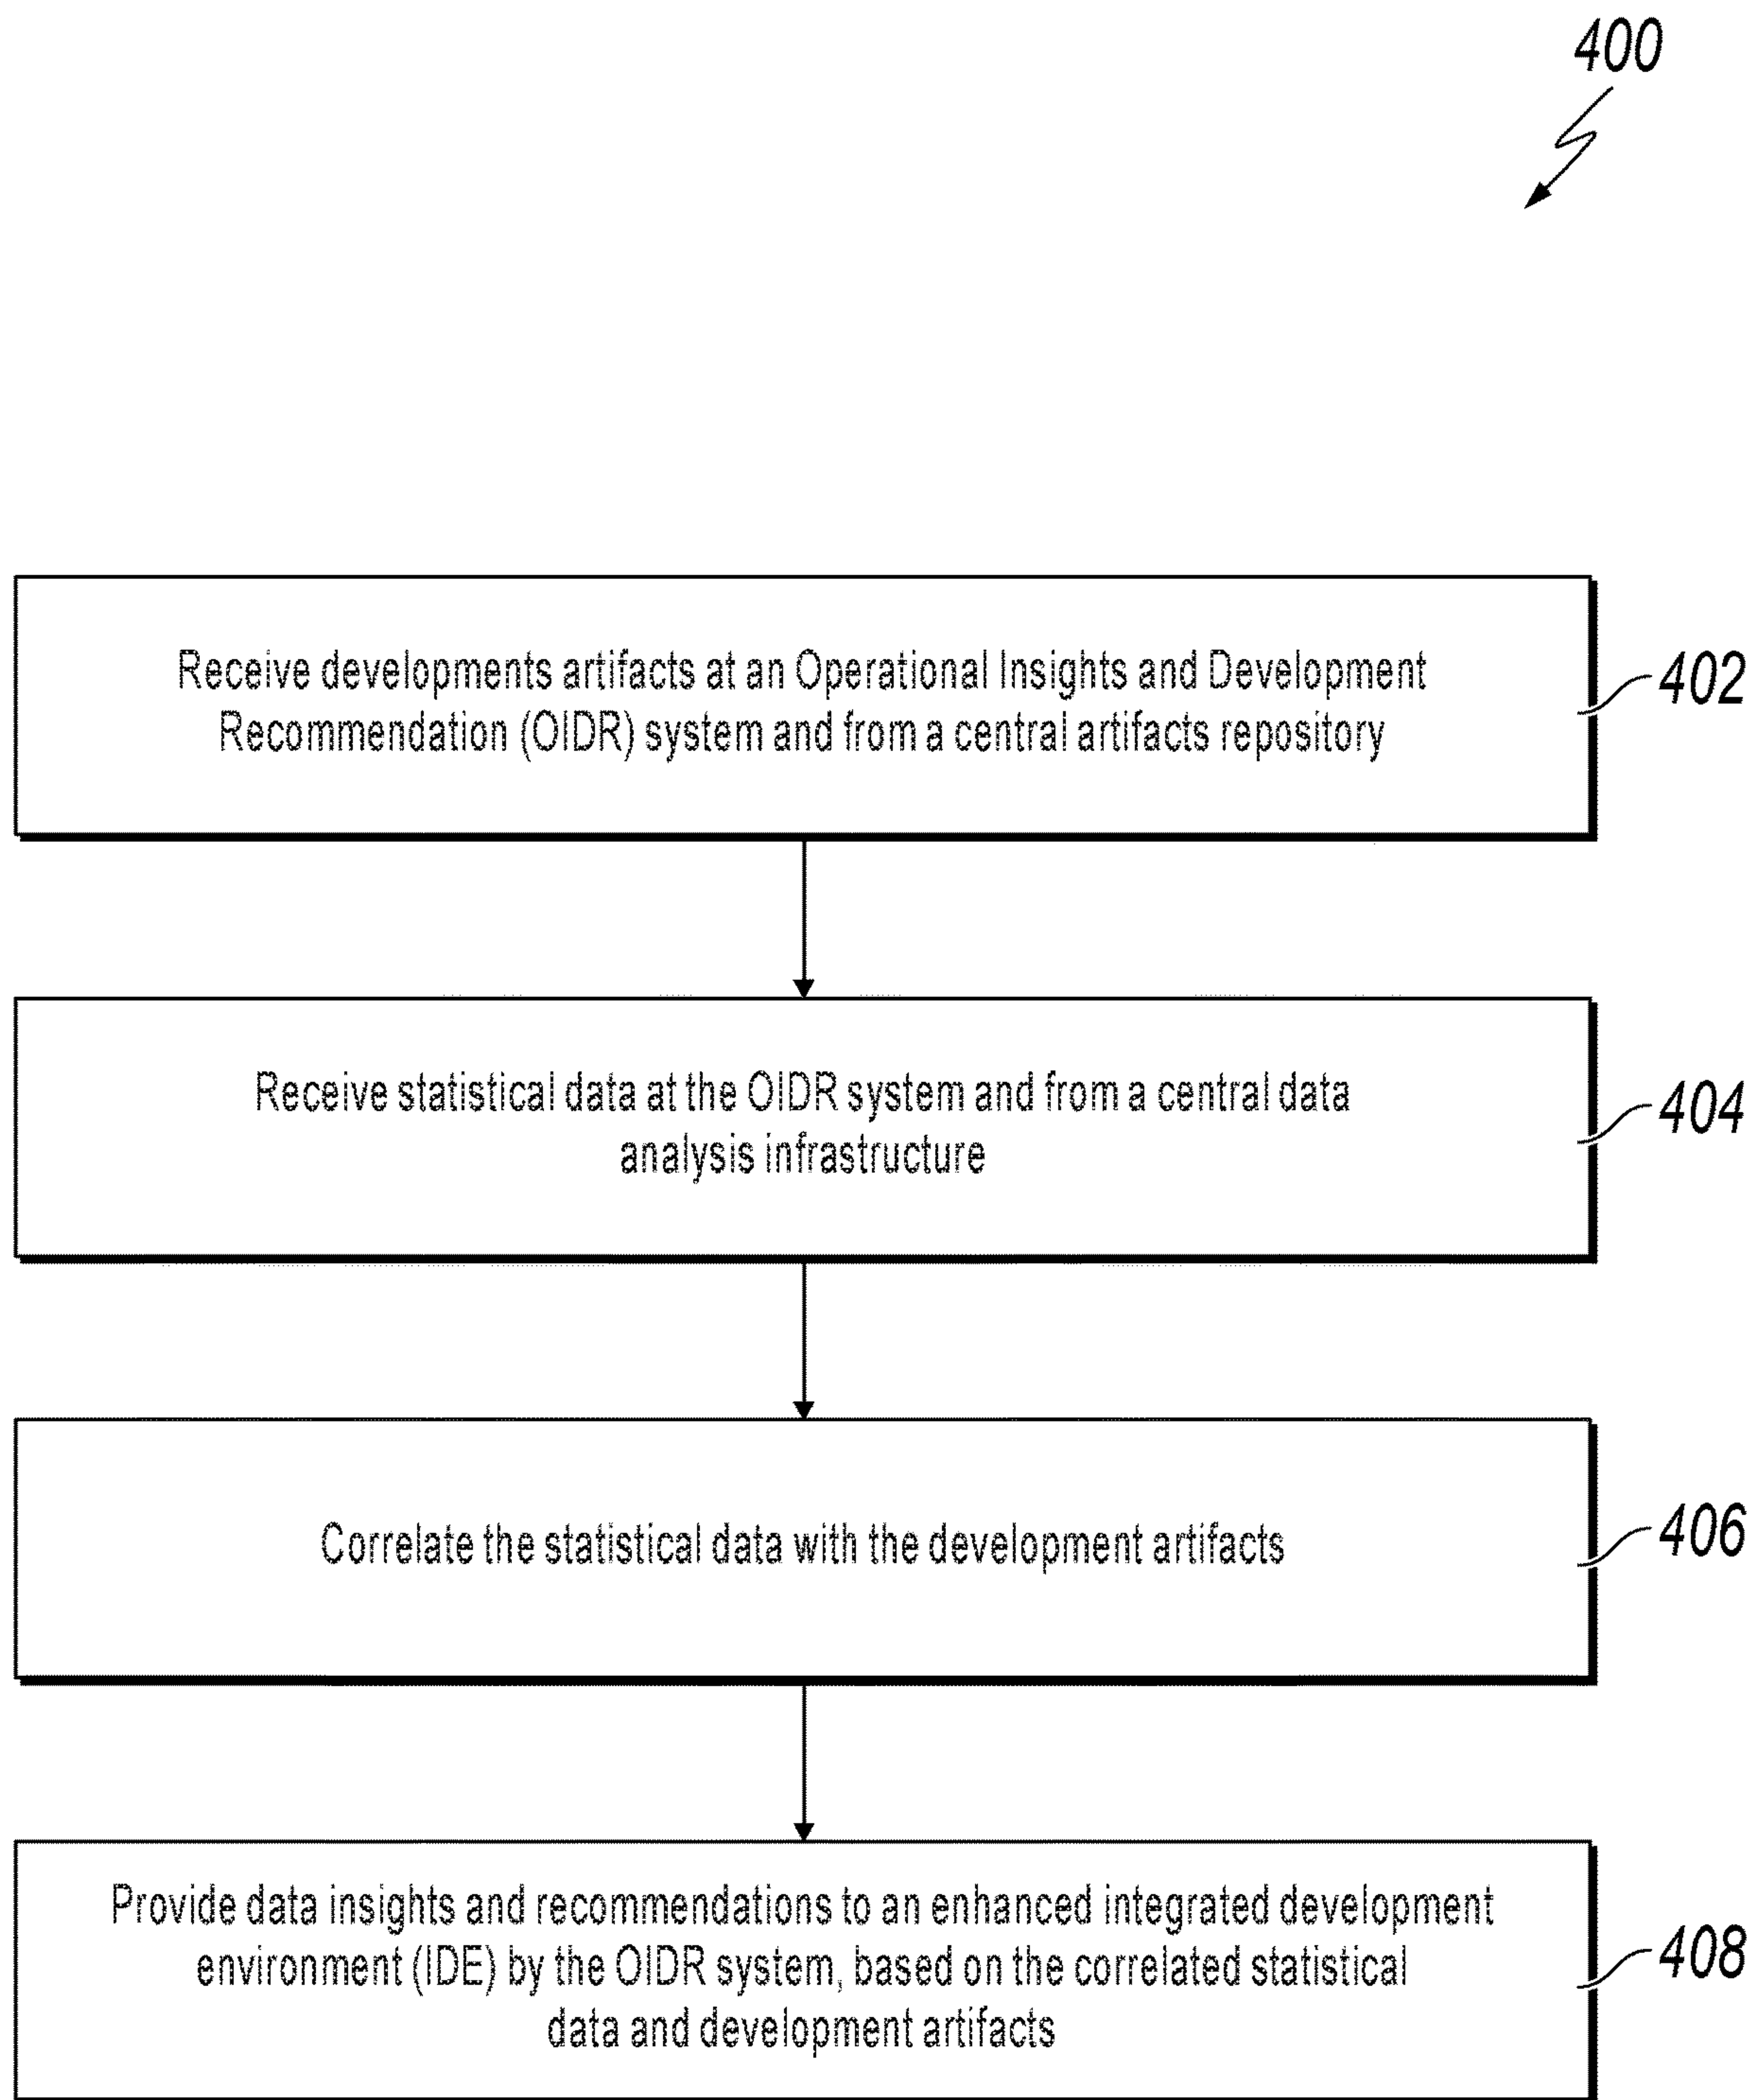 400
Receive developments artifacts at an Operational Insights and Development
Recommendation (OIDR) system and from a central artifacts repository
402
Receive statistical data at the OIDR system and from a central data
analysis infrastructure
404
Correlate the statistical data with the development artifacts
406
Provide data insights and recommendations to an enhanced integrated development
environment (IDE) by the OIDR system, based on the correlated statistical
data and development artifacts
408